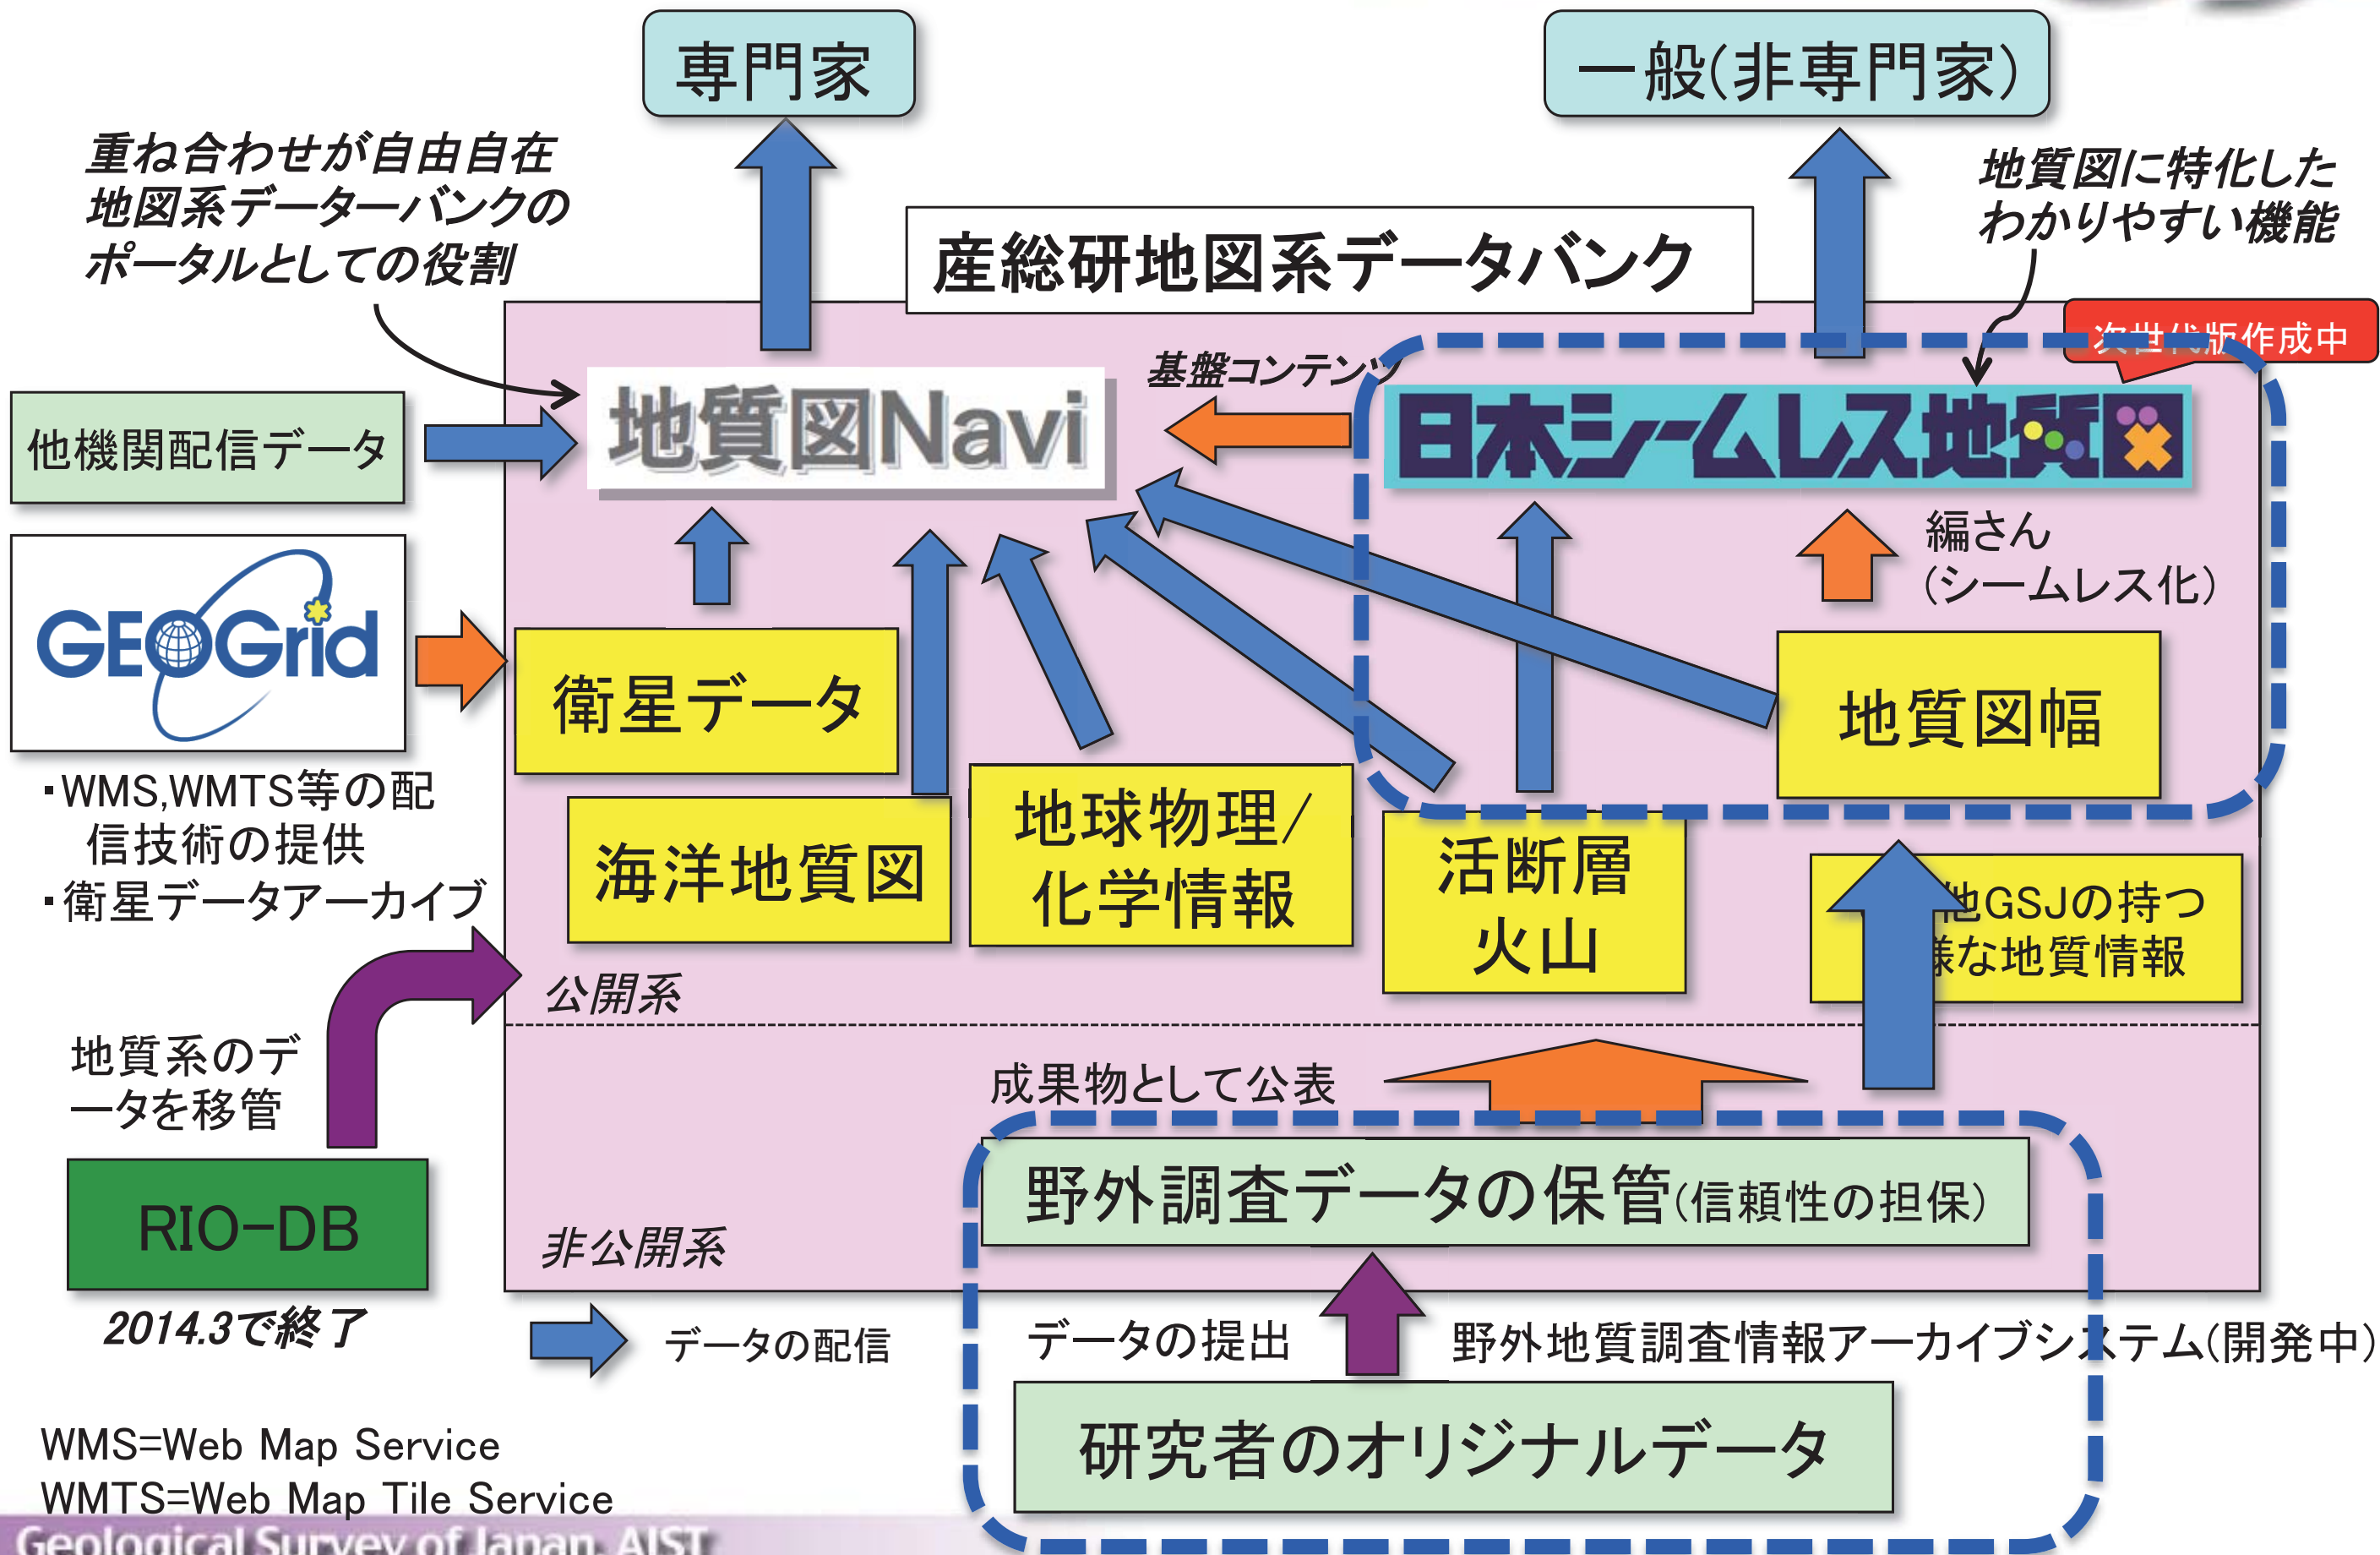 専門家
一般(非専門家)
重ね合わせが自由自在
地図系データーバンクの
ポータルとしての役割
地質図に特化した
わかりやすい機能
産総研地図系データバンク
次世代版作成中
基盤コンテンツ
地質図Navi
日本シームレス地質図
他機関配信データ
編さん
(シームレス化)
GEOGrid
衛星データ
地質図幅
・WMS,WMTS等の配
信技術の提供
・衛星データアーカイブ
海洋地質図
地球物理/
化学情報
活断層
火山
他GSJの持つ
様な地質情報
公開系
地質系のデ
ータを移管
成果物として公表
RIO-DB
野外調査データの保管(信頼性の担保)
非公開系
2014.3で終了
データの配信
データの提出
野外地質調査情報アーカイブシステム(開発中)
研究者のオリジナルデータ
WMS=Web Map Service
WMTS=Web Map Tile Service
Geological Survey of Japan, AIST